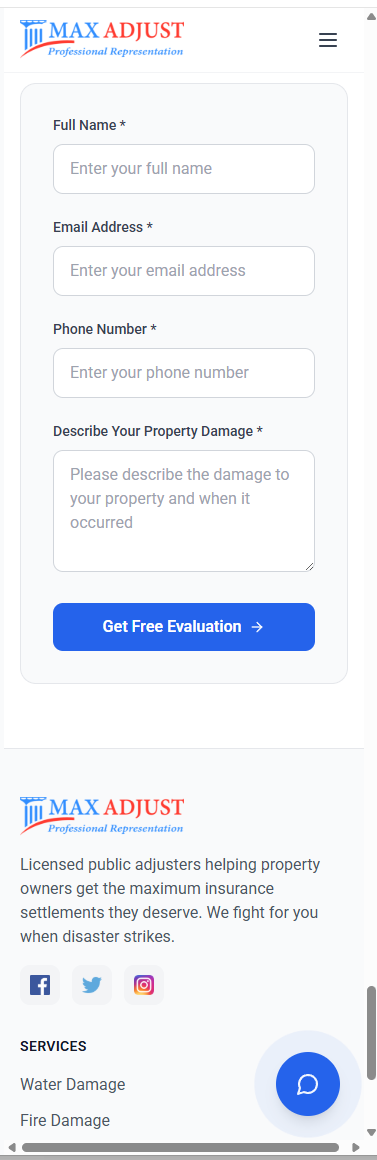 MAX ADJUST
Professional Representation
Full Name *
Enter your full name
Email Address *
Enter your email address
Phone Number *
Enter your phone number
Describe Your Property Damage *
Please describe the damage to
your property and when it
occurred
Get Free Evaluation →
MAX ADJUST
Professional Representation
Licensed public adjusters helping property
owners get the maximum insurance
settlements they deserve. We fight for you
when disaster strikes.
SERVICES
Water Damage
Fire Damage